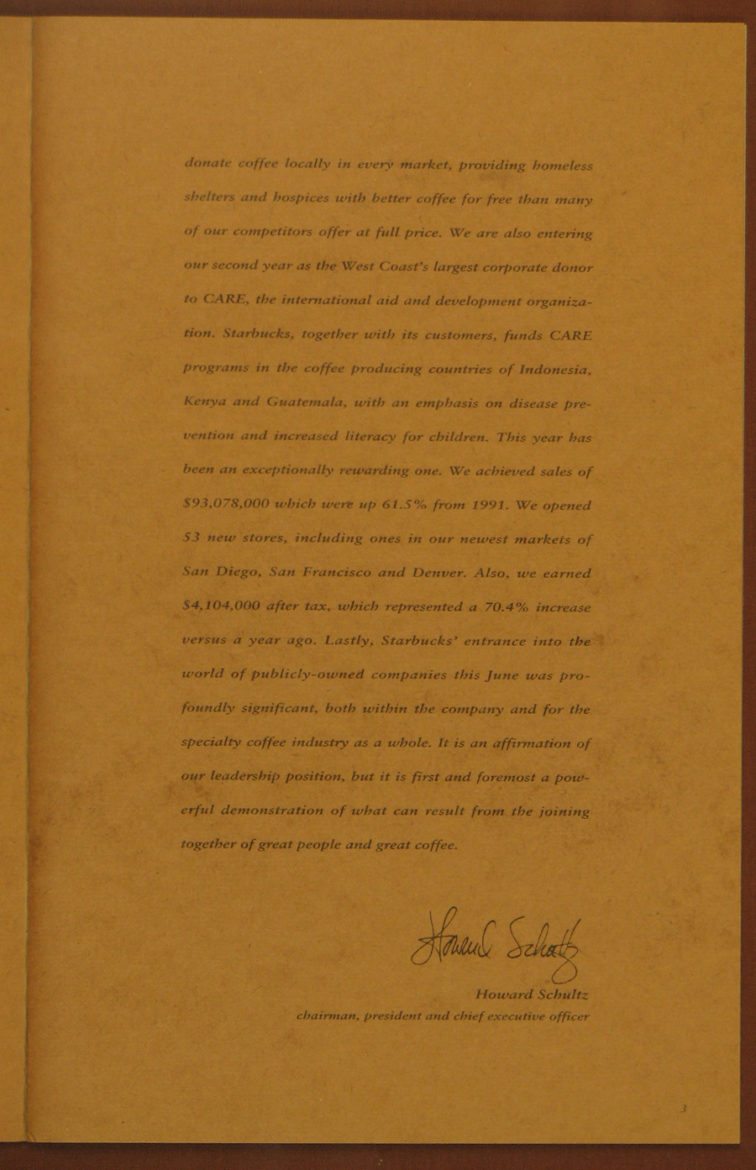 donate coffee locally in every market, providing homeless
shelters and hospices with better coffee for free than many
of our competitors offer at full price. We are also entering
our second year as the West Coast's largest corporate donor
to CARE, the international aid and development organiza-
tion. Starbucks, together with its customers, funds CARE
programs in the coffee producing countries of Indonesia,
Kenya and Guatemala, with an emphasis on disease pre-
vention and increased literacy for children. This year has
been an exceptionally rewarding one. We achieved sales of
$93,078,000 which were up 61.5% from 1991. We opened
53 new stores, including ones in our newest markets of
San Diego, San Francisco and Denver. Also, we earned
$4,104,000 after tax, which represented a 70.4% increase
versus a year ago. Lastly, Starbucks' entrance into the
world of publicly-owned companies this June was pro-
foundly significant, both within the company and for the
specialty coffee industry as a whole. It is an affirmation of
our leadership position, but it is first and foremost a pow-
erful demonstration of what can result from the joining
together of great people and great coffee.
Howard Schultz
Howard Schultz
chairman, president and chief executive officer
3